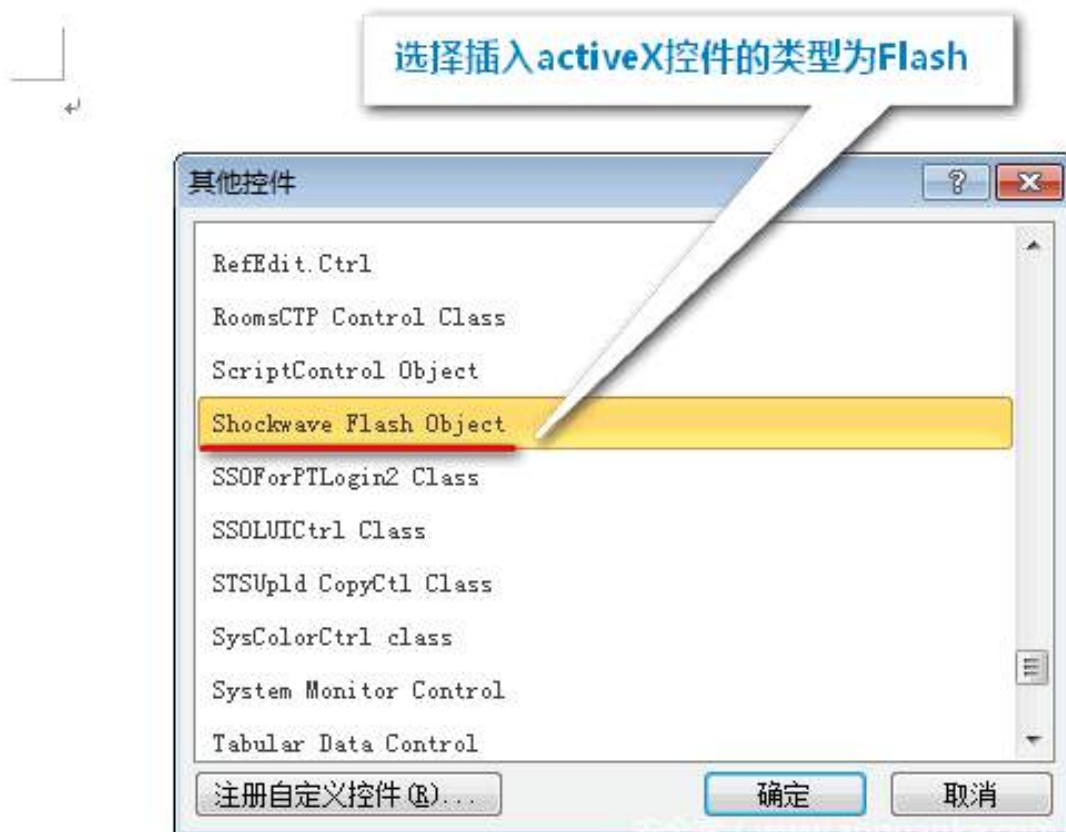 选择插入activeX控件的类型为Flash
其他控件
RefEdit.Ctrl
RoomsCTP Control Class
ScriptControl Object
Shockwave Flash Object
SSOForPTLogin2 Class
SSOLUICtrl Class
STSUpld CopyCtl Class
SysColorCtrl class
System Monitor Control
Tabular Data Control
注册自定义控件(R)... 确定 取消